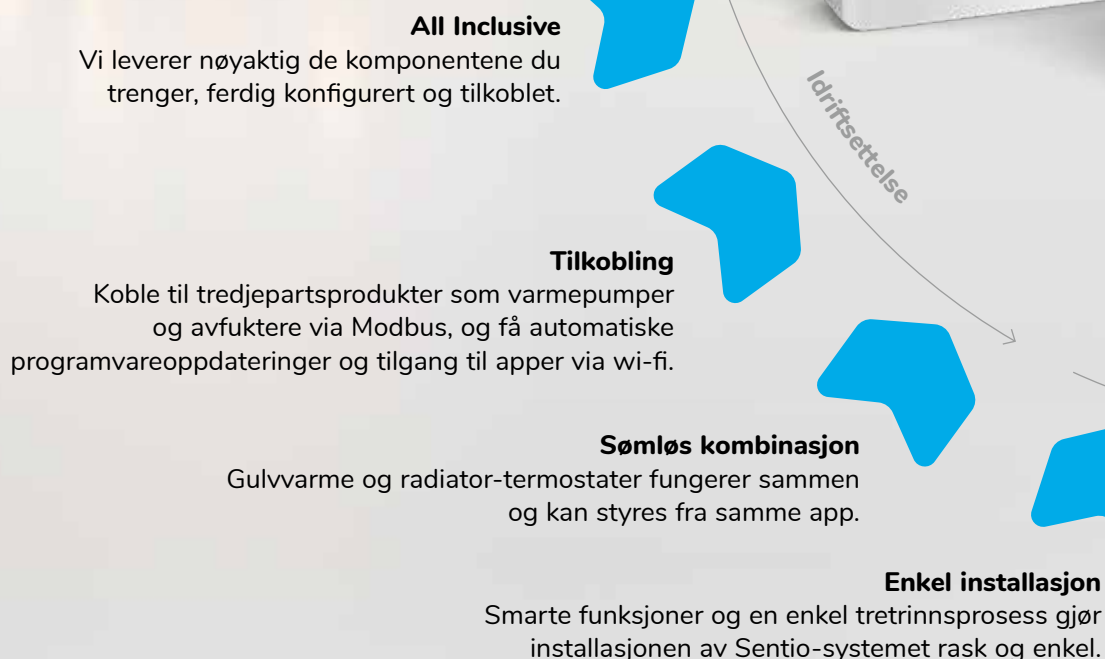 All Inclusive
Vi leverer nøyaktig de komponentene du
trenger, ferdig konfigurert og tilkoblet.
Idriftsettelse
Tilkobling
Koble til tredjepartsprodukter som varmepumper
og avfuktere via Modbus, og få automatiske
programvareoppdateringer og tilgang til apper via wi-fi.
Sømløs kombinasjon
Gulvvarme og radiator-termostater fungerer sammen
og kan styres fra samme app.
Enkel installasjon
Smarte funksjoner og en enkel tretrinnsprosess gjør
installasjonen av Sentio-systemet rask og enkel.